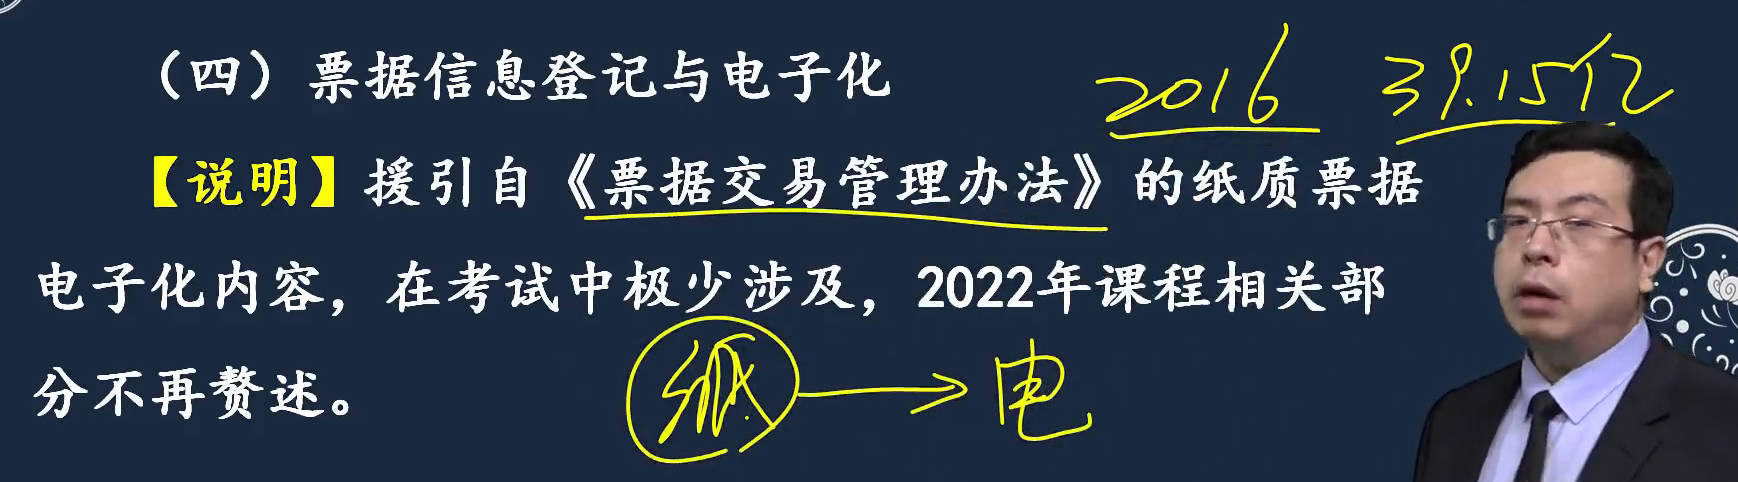 （四）票据信息登记与电子化
2016 39.15亿
【说明】援引自《票据交易管理办法》的纸质票据
电子化内容，在考试中极少涉及，2022年课程相关部
分不再赘述。
纸 → 电